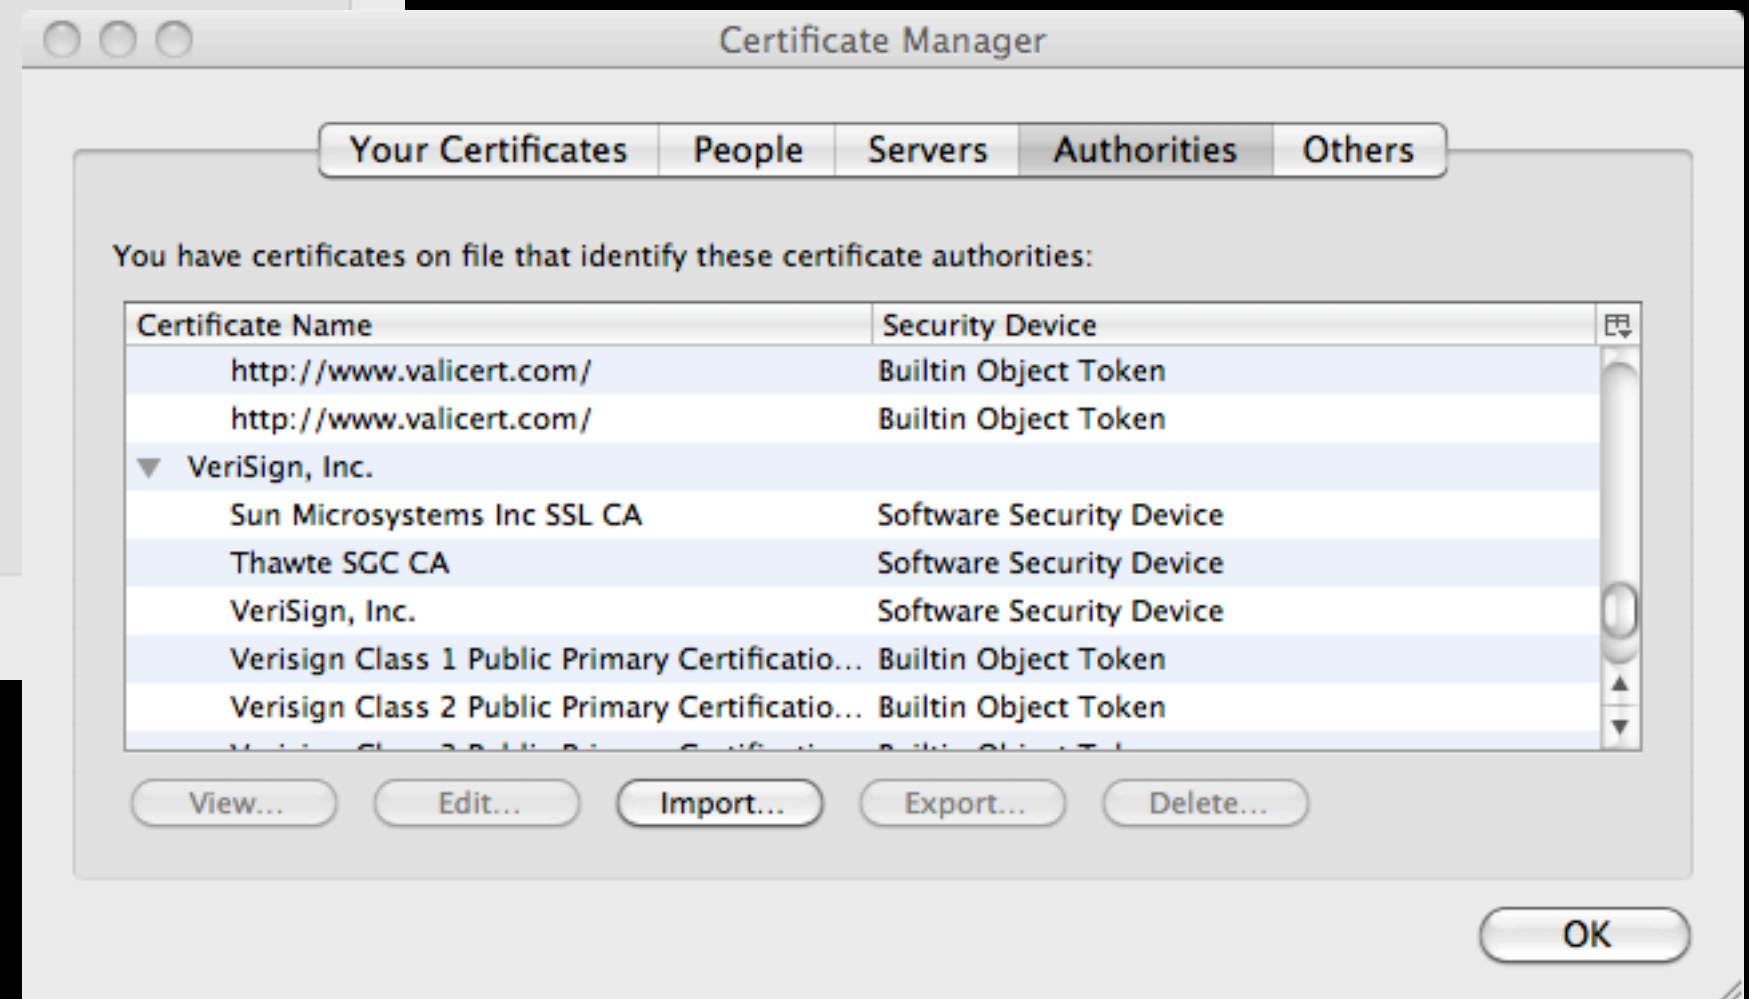 Certificate Manager
Your Certificates People Servers Authorities Others
You have certificates on file that identify these certificate authorities:
Certificate Name Security Device
http://www.valicert.com/ Builtin Object Token
http://www.valicert.com/ Builtin Object Token
VeriSign, Inc.
Sun Microsystems Inc SSL CA Software Security Device
Thawte SGC CA Software Security Device
VeriSign, Inc. Software Security Device
Verisign Class 1 Public Primary Certificatio... Builtin Object Token
Verisign Class 2 Public Primary Certificatio... Builtin Object Token
View... Edit... Import... Export... Delete...
OK